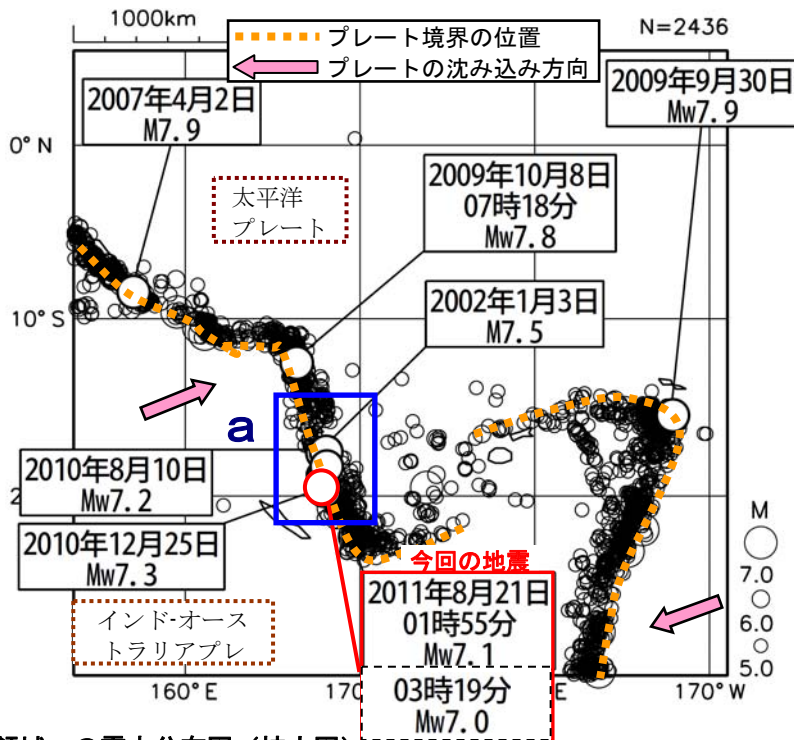 1000km
N=2436
プレート境界の位置
プレートの沈み込み方向
2007年4月2日
M7.9
2009年9月30日
Mw7.9
0°N
太平洋
プレート
2009年10月8日
07時18分
Mw7.8
2002年1月3日
M7.5
10°S
a
2010年8月10日
Mw7.2
2010年12月25日
Mw7.3
今回の地震
2011年8月21日
01時55分
Mw7.1
03時19分
Mw7.0
インド-オース
トラリアプレ
M
7.0
6.0
5.0
160°E
170°W